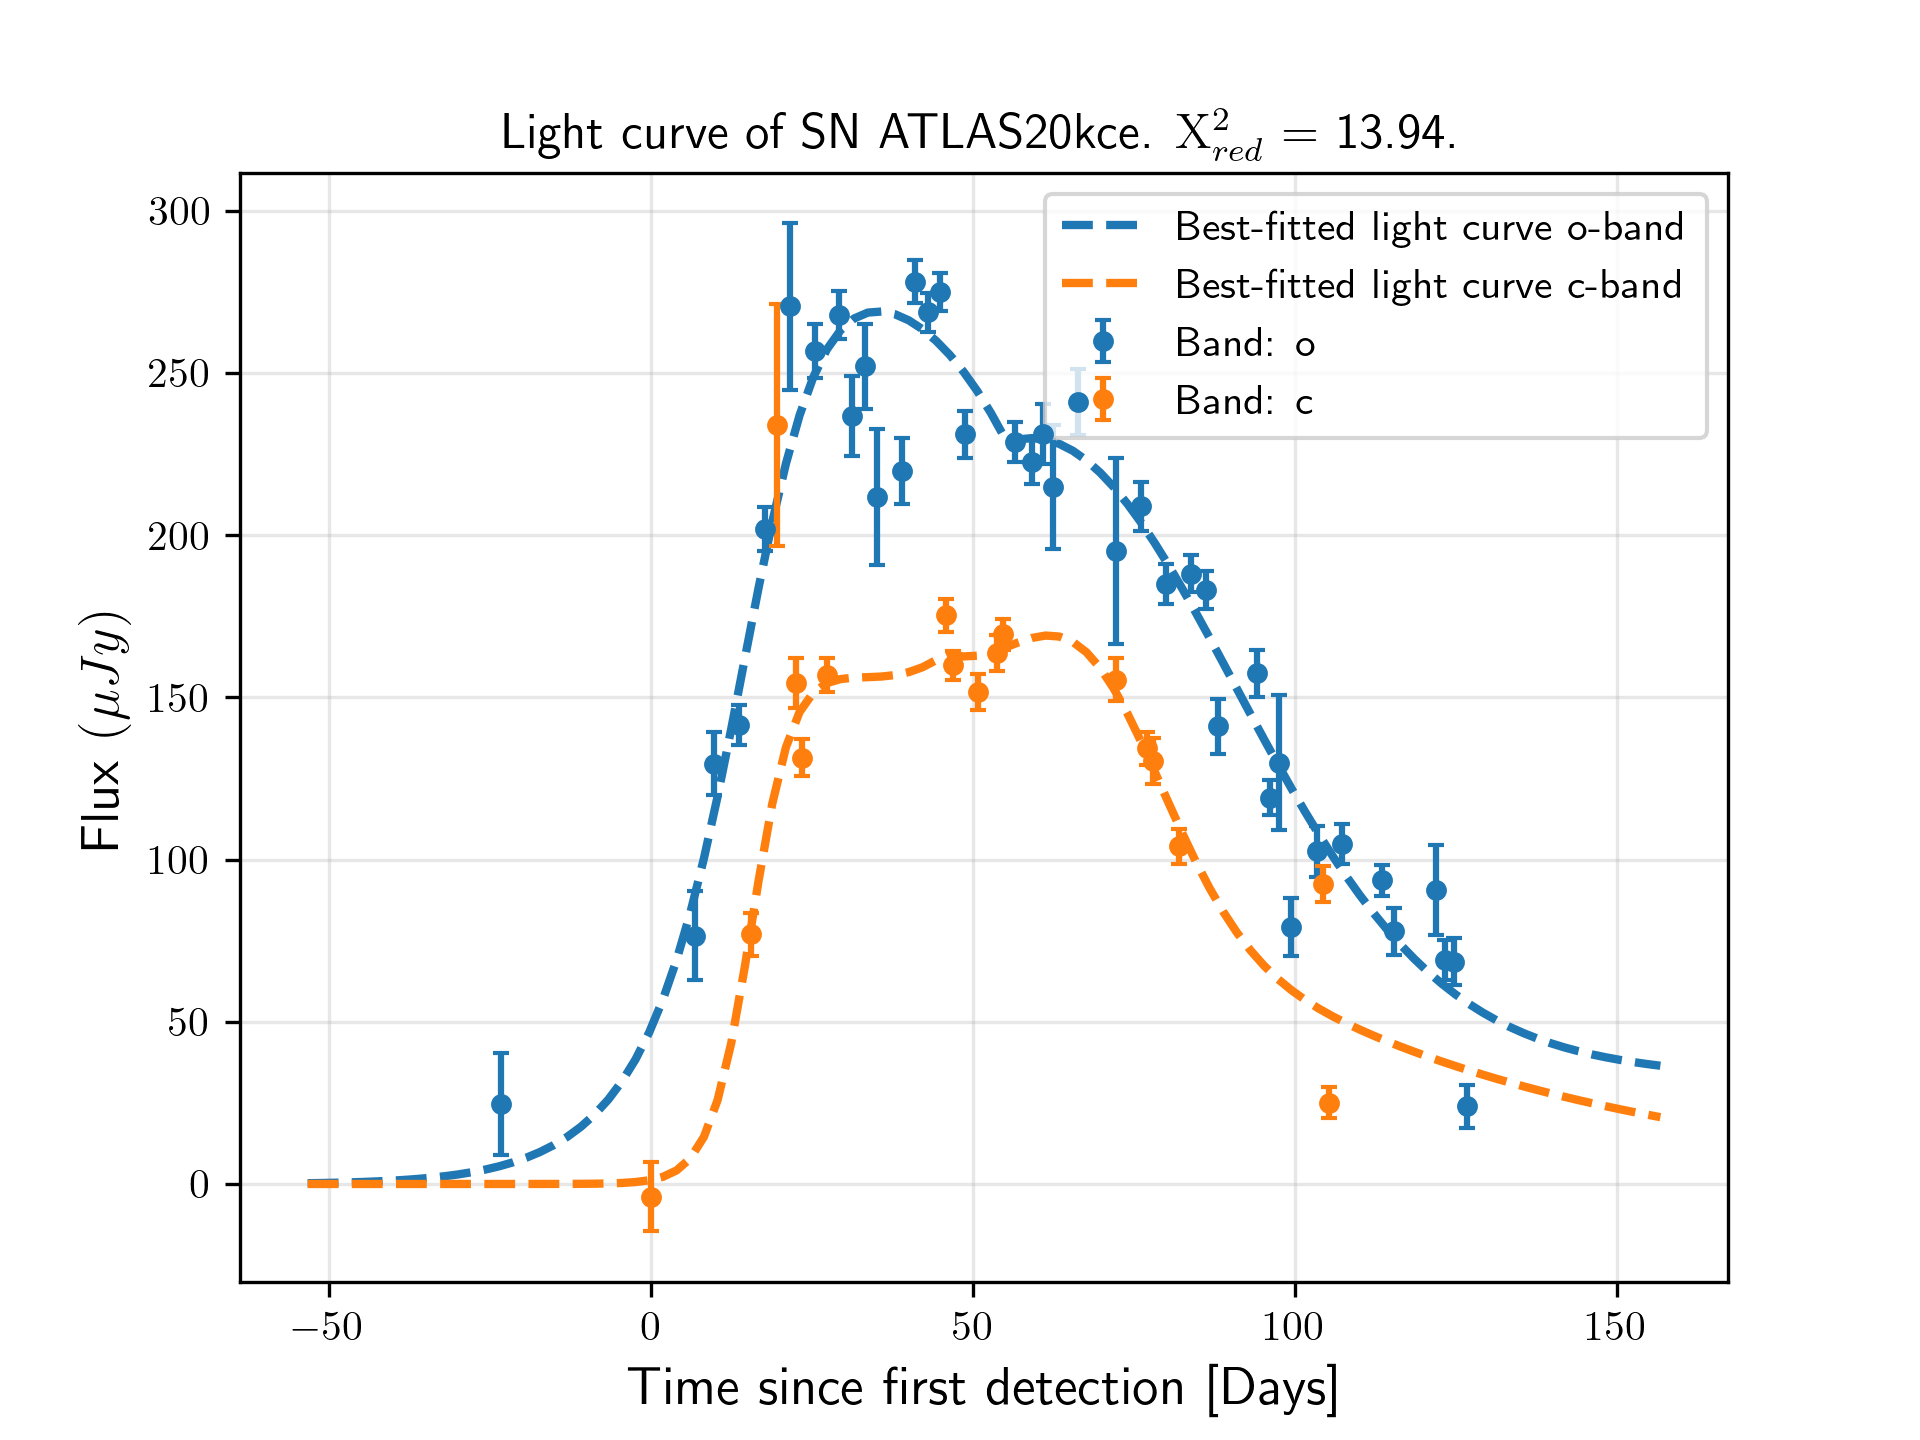 Light curve of SN ATLAS20kce. X²_red = 13.94.
300
250
200
150
100
50
0
Flux (μJy)
Best-fitted light curve o-band
Best-fitted light curve c-band
Band: o
Band: c
−50 0 50 100 150
Time since first detection [Days]